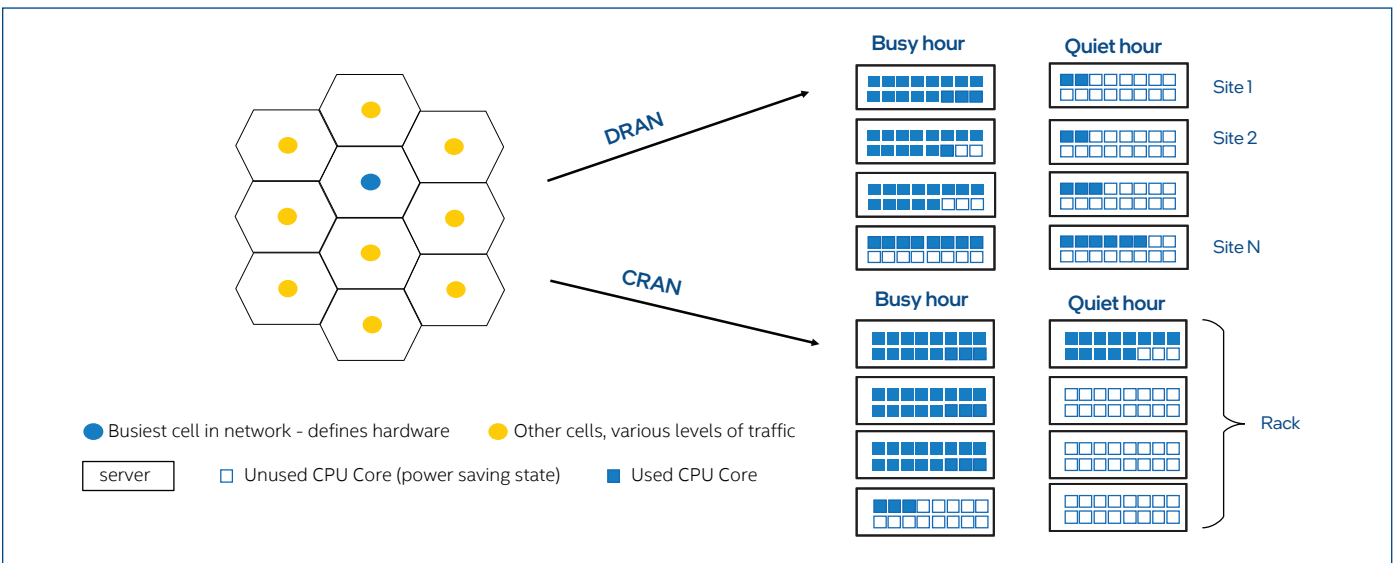 Busy hour
Quiet hour
Site 1
DRAN
Site 2
Site N
CRAN
Busy hour
Quiet hour
Rack
Busiest cell in network - defines hardware
Other cells, various levels of traffic
server
Unused CPU Core (power saving state)
Used CPU Core